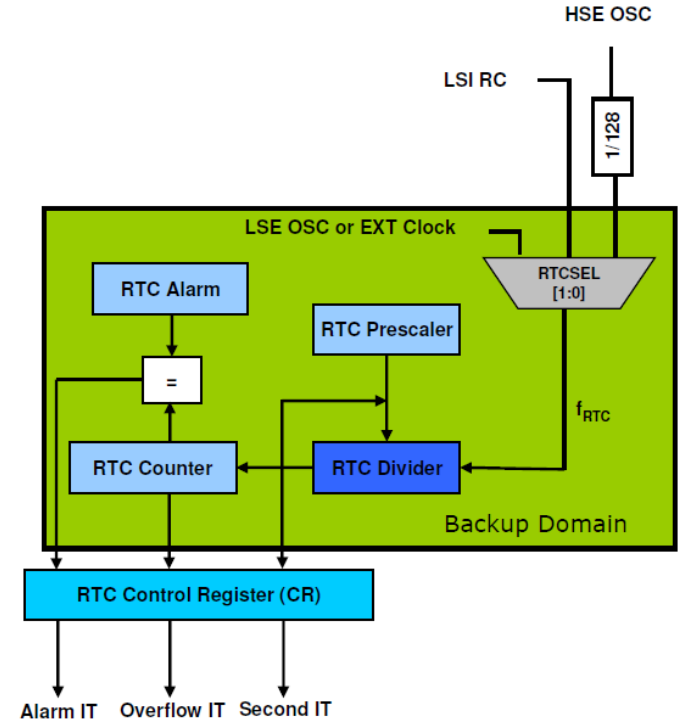 HSE OSC
LSI RC
1/128
LSE OSC or EXT Clock
RTCSEL
[1:0]
RTC Alarm
RTC Prescaler
=
fRTC
RTC Counter
RTC Divider
Backup Domain
RTC Control Register (CR)
Alarm IT
Overflow IT
Second IT